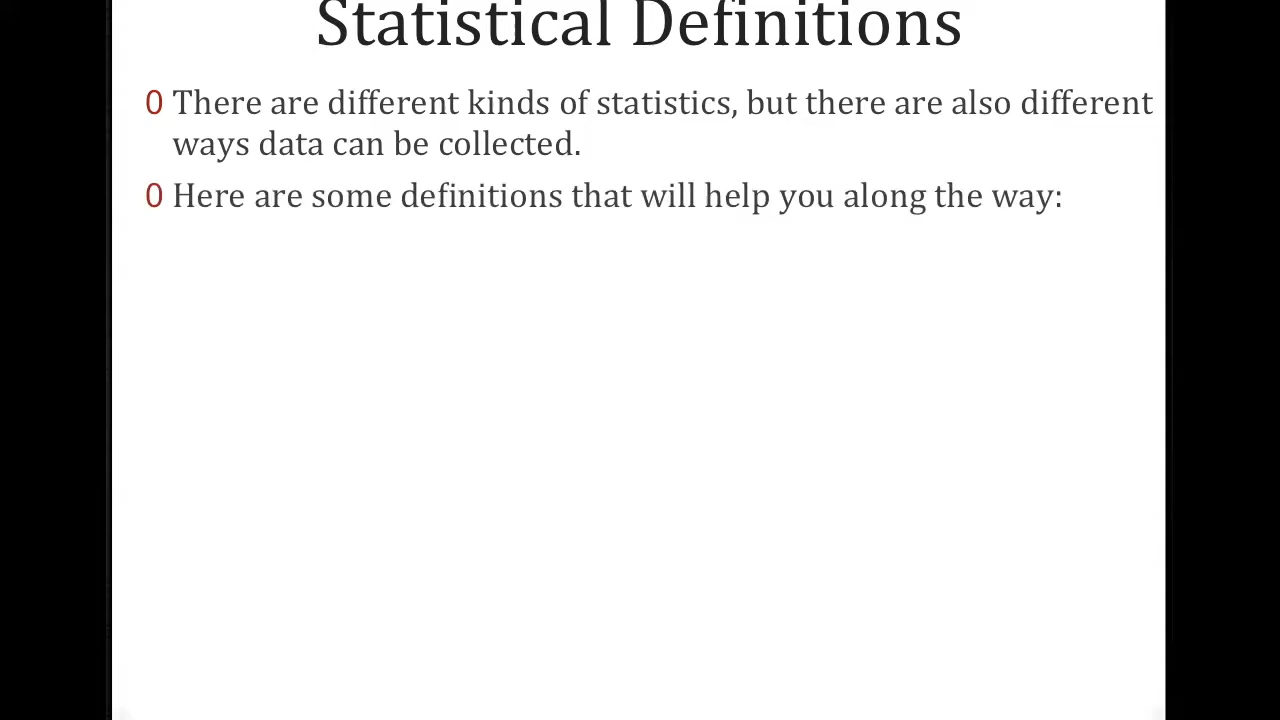 Statistical Definitions
0 There are different kinds of statistics, but there are also different
ways data can be collected.
0 Here are some definitions that will help you along the way: